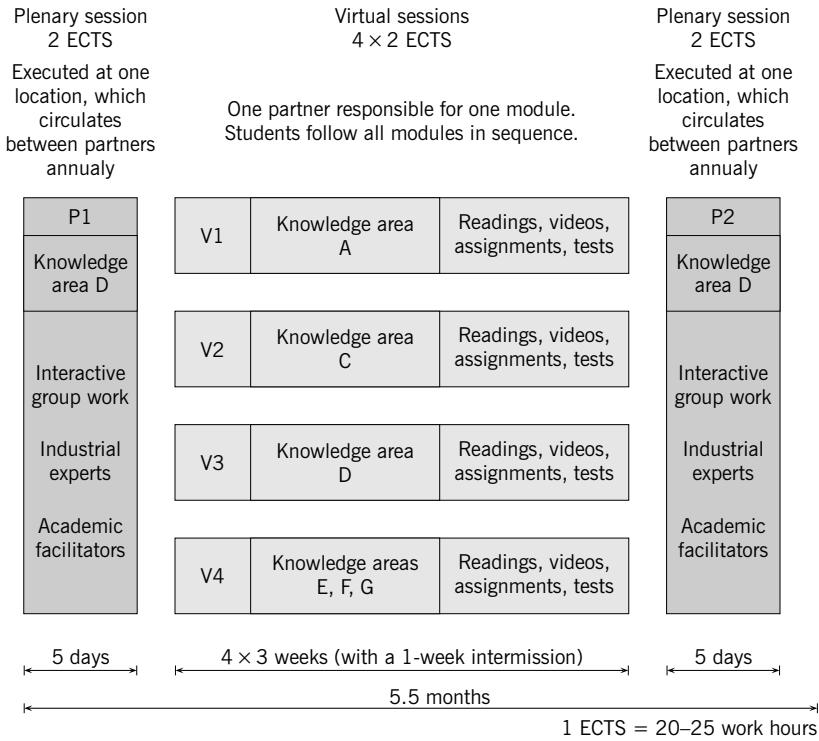 Plenary session
2 ECTS
Executed at one
location, which
circulates
between partners
annualy
Virtual sessions
4 × 2 ECTS
One partner responsible for one module.
Students follow all modules in sequence.
Plenary session
2 ECTS
Executed at one
location, which
circulates
between partners
annualy
P1
Knowledge
area D
Interactive
group work
Industrial
experts
Academic
facilitators
V1
Knowledge area
A
Readings, videos,
assignments, tests
V2
Knowledge area
C
Readings, videos,
assignments, tests
V3
Knowledge area
D
Readings, videos,
assignments, tests
V4
Knowledge areas
E, F, G
Readings, videos,
assignments, tests
P2
Knowledge
area D
Interactive
group work
Industrial
experts
Academic
facilitators
5 days
4 × 3 weeks (with a 1-week intermission)
5 days
5.5 months
1 ECTS = 20–25 work hours